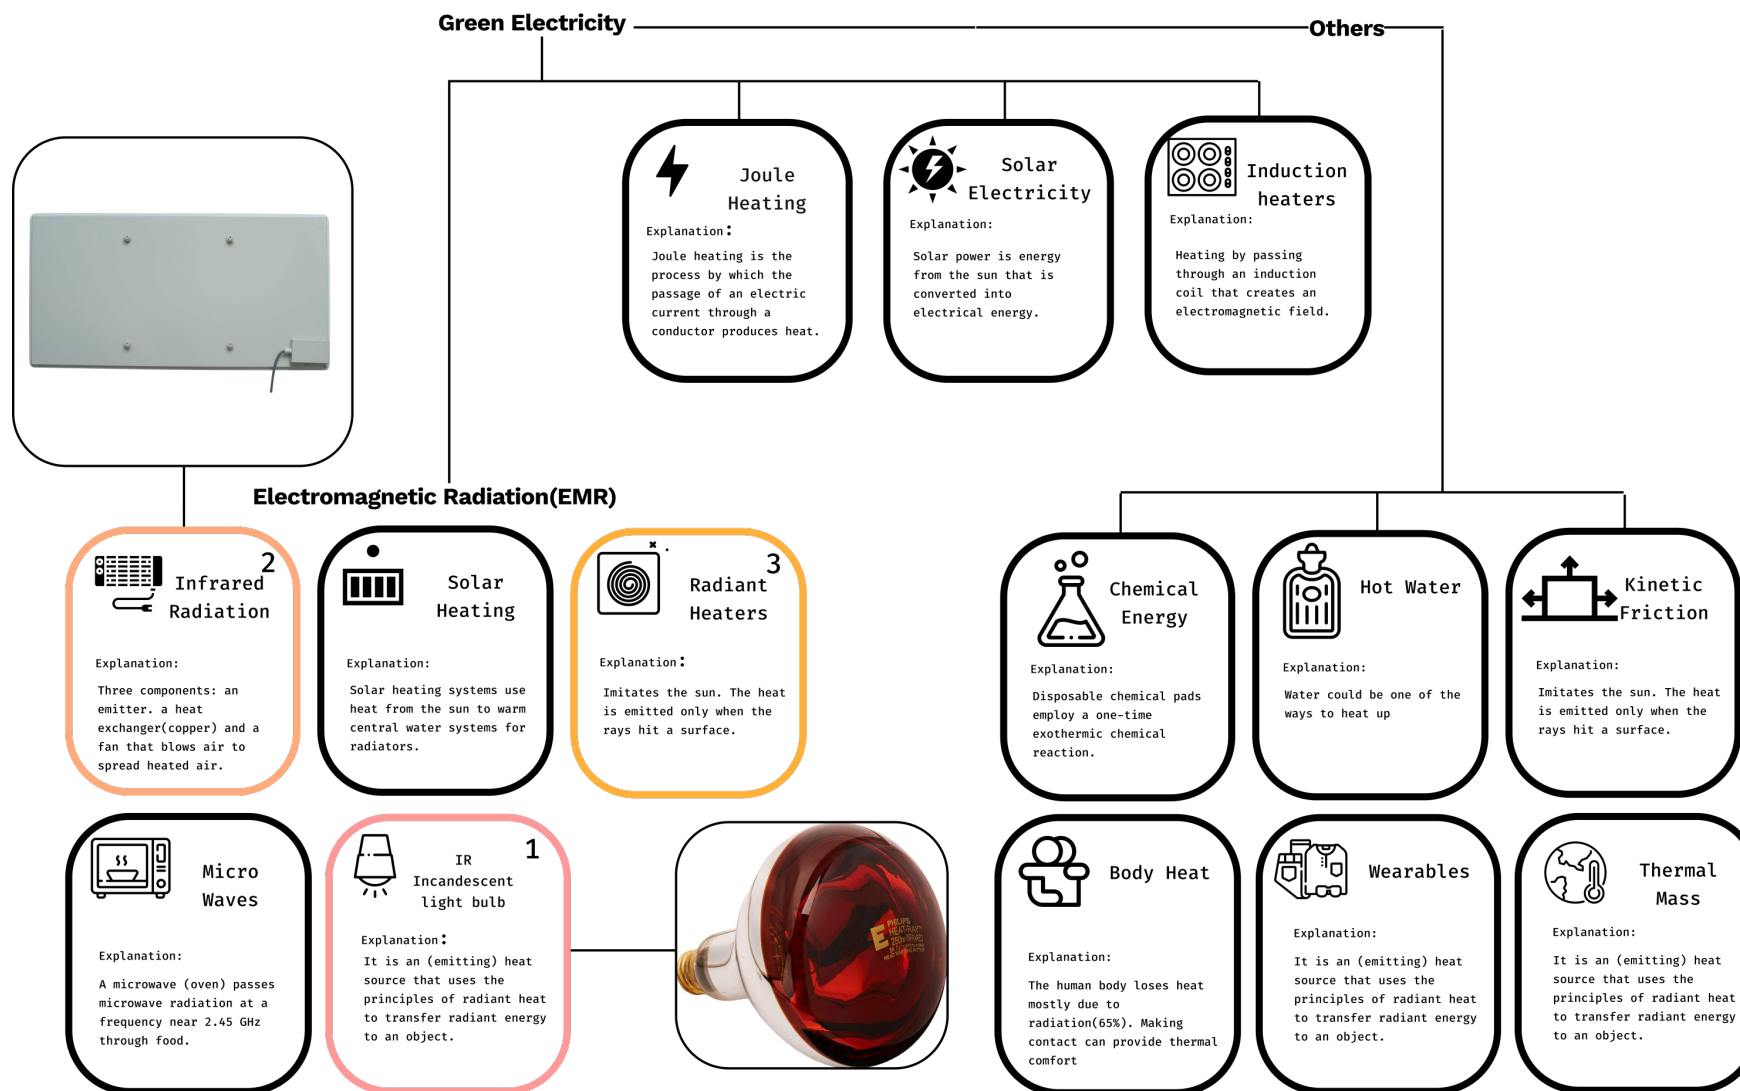 Green Electricity
Others
Joule
Heating
Explanation:
Joule heating is the
process by which the
passage of an electric
current through a
conductor produces heat.
Solar
Electricity
Explanation:
Solar power is energy
from the sun that is
converted into
electrical energy.
Induction
heaters
Explanation:
Heating by passing
through an induction
coil that creates an
electromagnetic field.
Electromagnetic Radiation(EMR)
2
Infrared
Radiation
Explanation:
Three components: an
emitter. a heat
exchanger(copper) and a
fan that blows air to
spread heated air.
Solar
Heating
Explanation:
Solar heating systems use
heat from the sun to warm
central water systems for
radiators.
3
Radiant
Heaters
Explanation:
Imitates the sun. The heat
is emitted only when the
rays hit a surface.
Chemical
Energy
Explanation:
Disposable chemical pads
employ a one-time
exothermic chemical
reaction.
Hot Water
Explanation:
Water could be one of the
ways to heat up
Kinetic
Friction
Explanation:
Imitates the sun. The heat
is emitted only when the
rays hit a surface.
Micro
Waves
Explanation:
A microwave (oven) passes
microwave radiation at a
frequency near 2.45 GHz
through food.
1
IR
Incandescent
light bulb
Explanation:
It is an (emitting) heat
source that uses the
principles of radiant heat
to transfer radiant energy
to an object.
E
PHILIPS
HEAT-RAY
250W INFRARED
Body Heat
Explanation:
The human body loses heat
mostly due to
radiation(65%). Making
contact can provide thermal
comfort
Wearables
Explanation:
It is an (emitting) heat
source that uses the
principles of radiant heat
to transfer radiant energy
to an object.
Thermal
Mass
Explanation:
It is an (emitting) heat
source that uses the
principles of radiant heat
to transfer radiant energy
to an object.